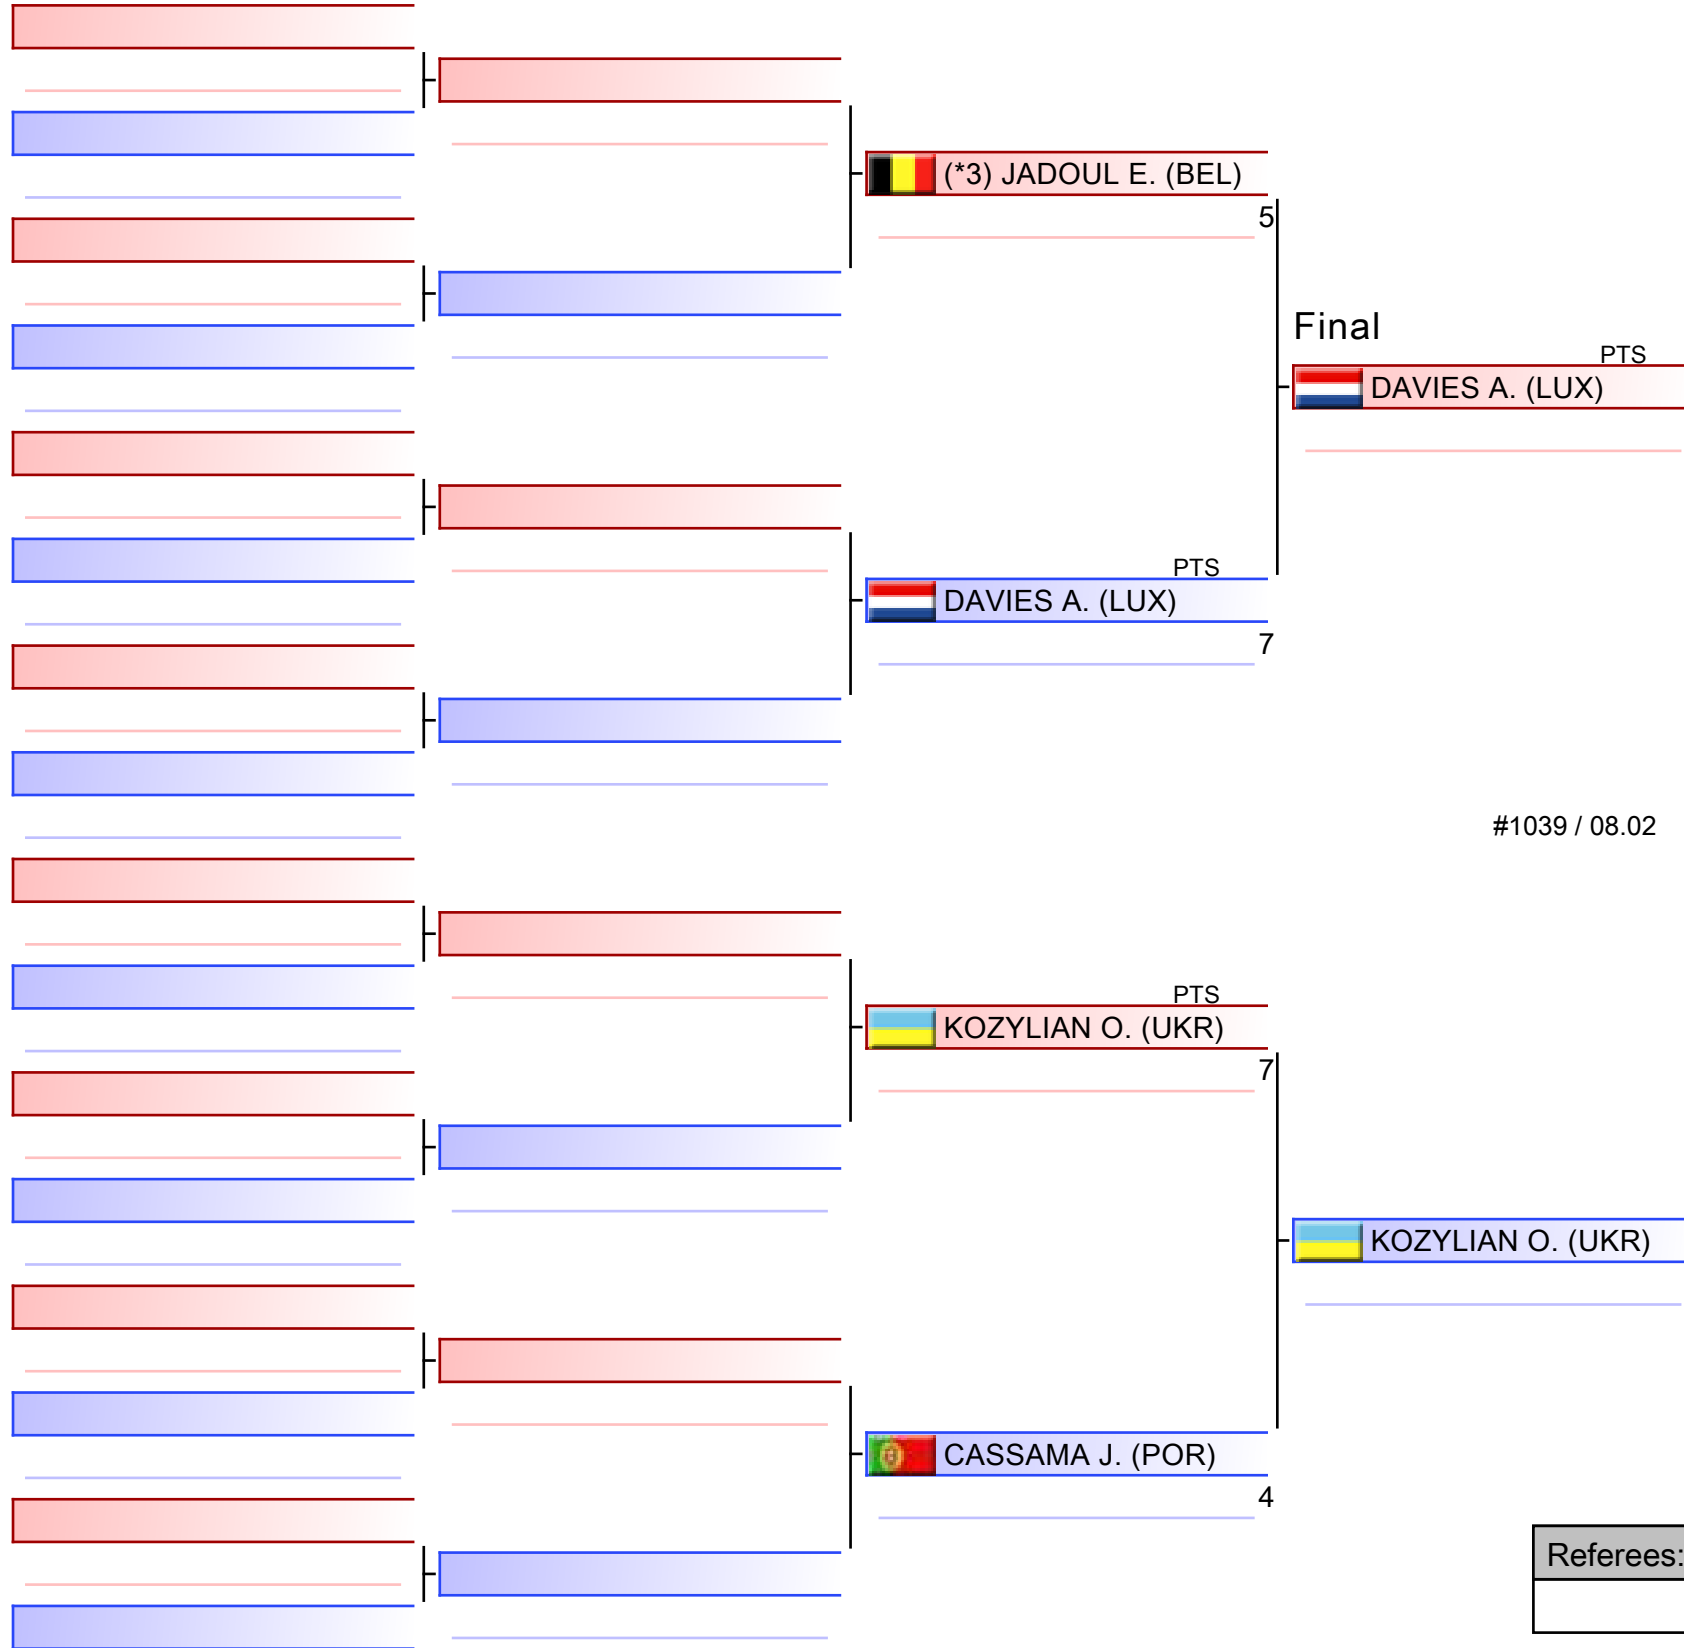 (*3) JADOUL E. (BEL)
5
Final
PTS
DAVIES A. (LUX)
PTS
DAVIES A. (LUX)
7
#1039 / 08.02
PTS
KOZYLIAN O. (UKR)
7
KOZYLIAN O. (UKR)
CASSAMA J. (POR)
4
Referees: